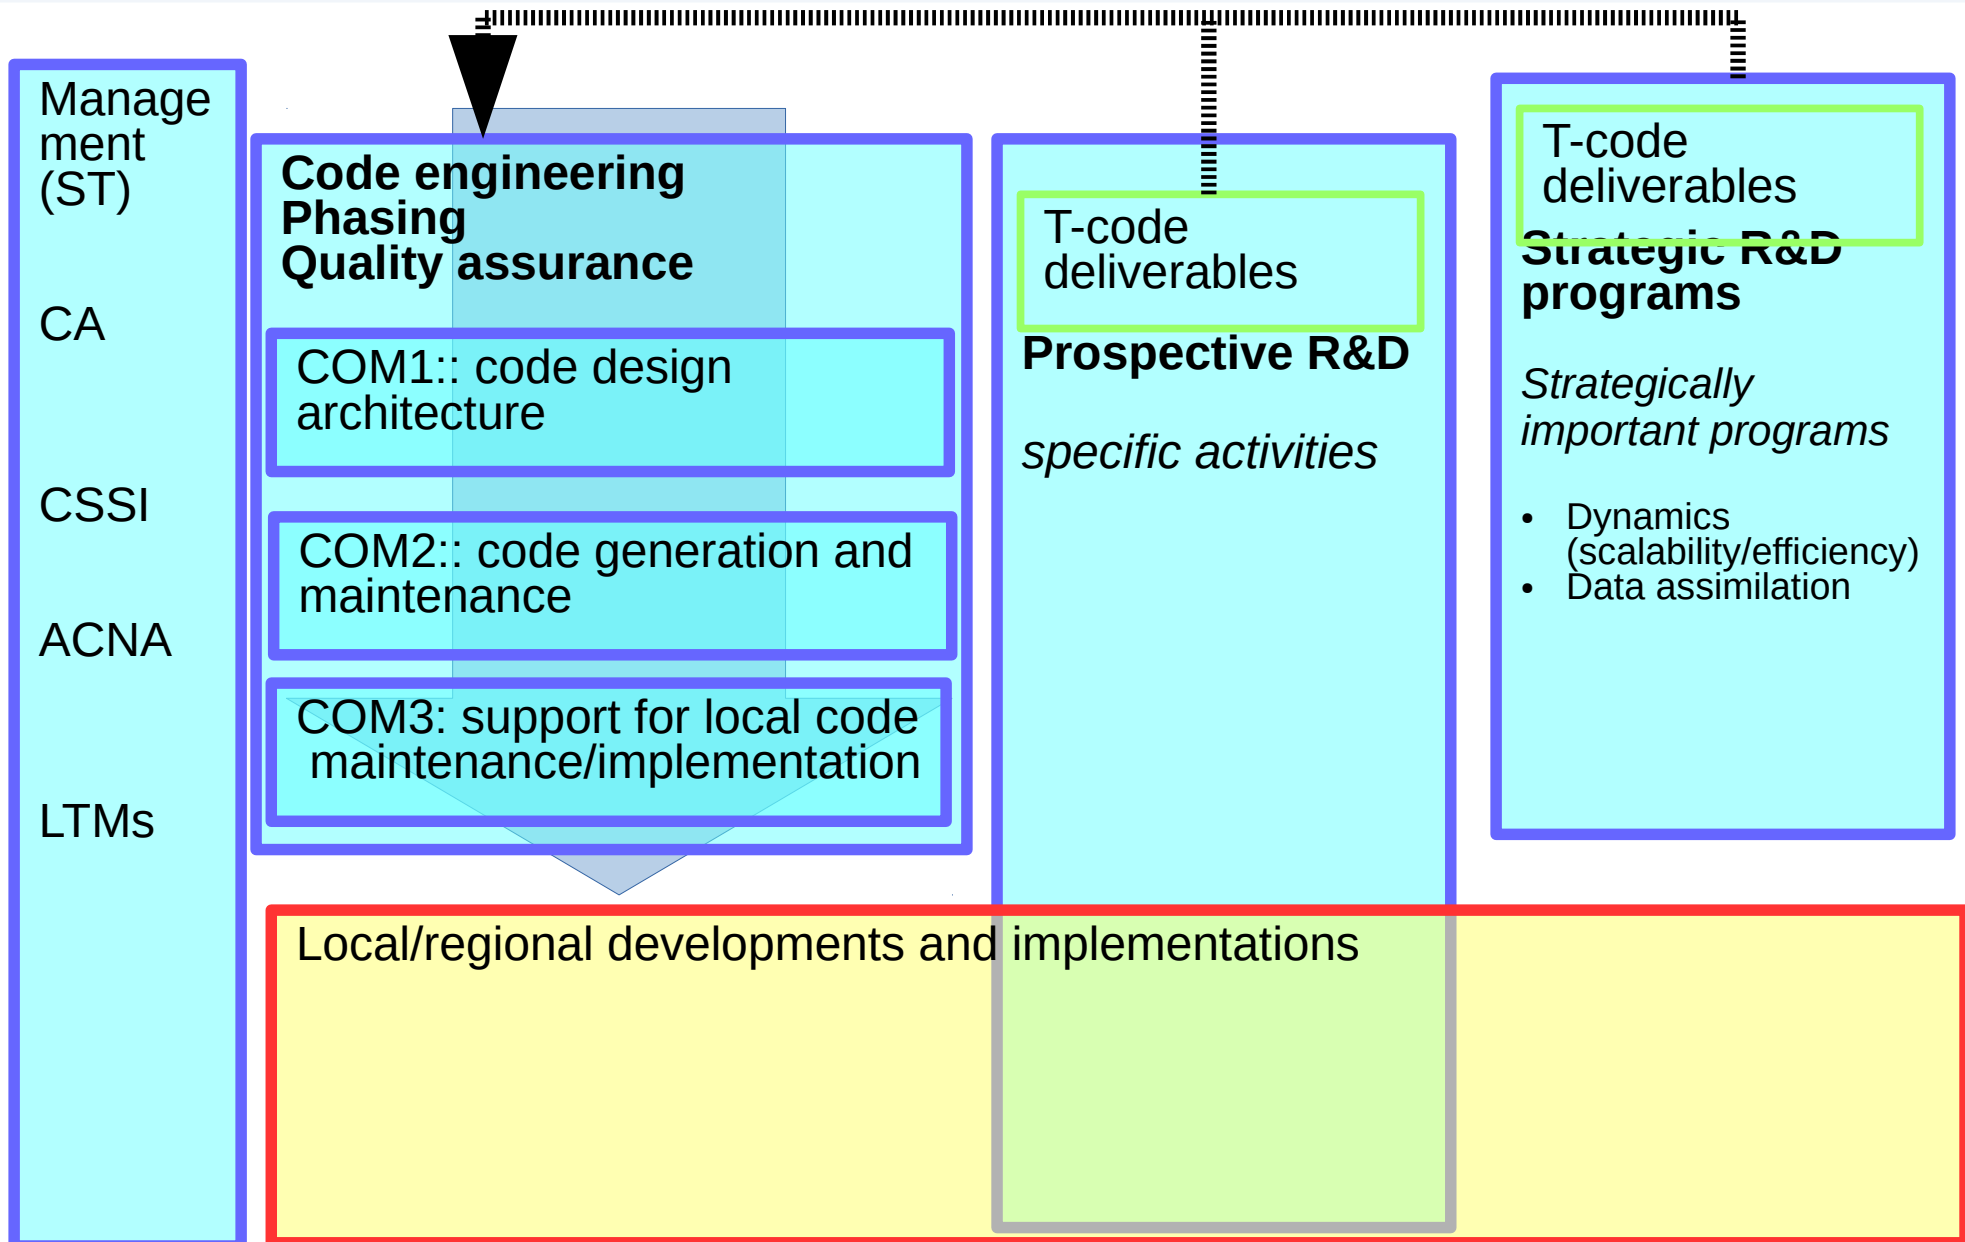 Manage
ment
(ST)
CA
CSSI
ACNA
LTMs
Code engineering
Phasing
Quality assurance
COM1:: code design
architecture
COM2:: code generation and
maintenance
COM3: support for local code
maintenance/implementation
T-code
deliverables
Prospective R&D
specific activities
T-code
deliverables
Strategic R&D
programs
Strategically
important programs
• Dynamics
(scalability/efficiency)
• Data assimilation
Local/regional developments and implementations